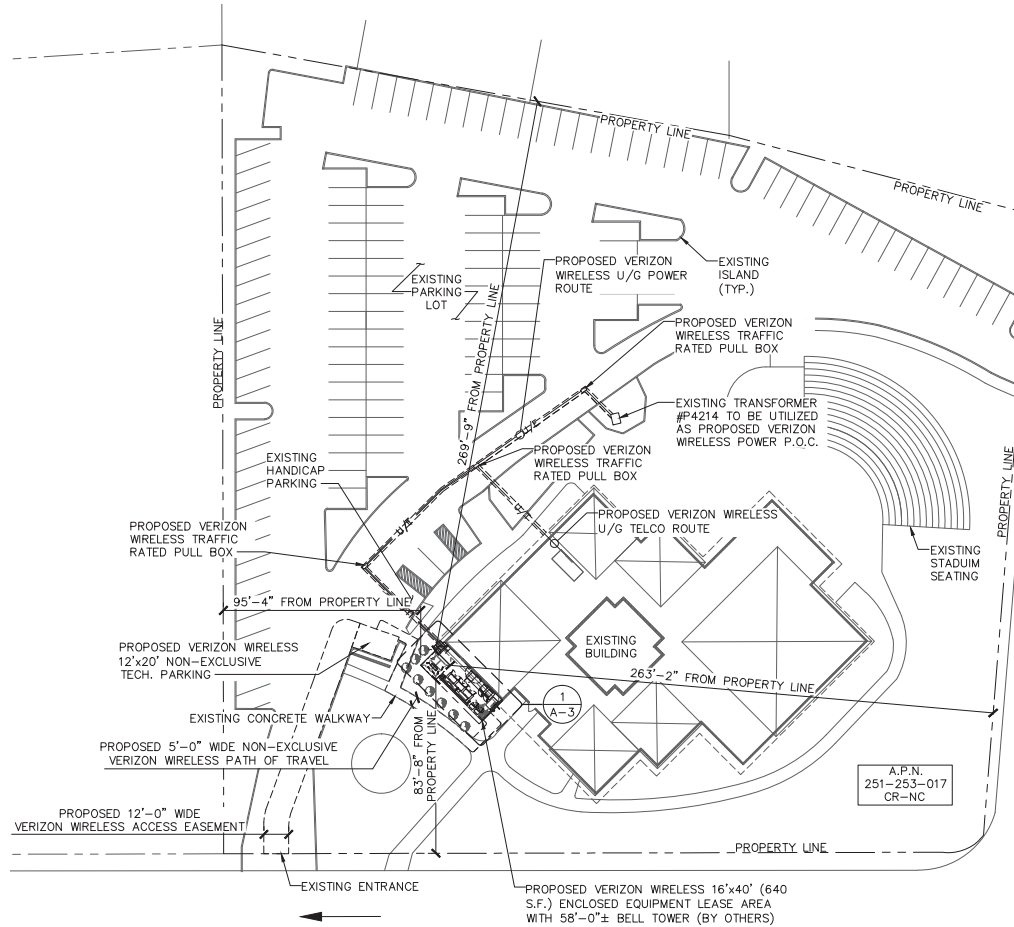 PROPERTY LINE
PROPERTY LINE
PROPOSED VERIZON
WIRELESS U/G POWER
ROUTE
EXISTING
ISLAND
(TYP.)
EXISTING
PARKING
LOT
PROPERTY LINE
269'-9" FROM PROPERTY LINE
PROPOSED VERIZON
WIRELESS TRAFFIC
RATED PULL BOX
EXISTING TRANSFORMER
#P4214 TO BE UTILIZED
AS PROPOSED VERIZON
WIRELESS POWER P.O.C.
U/E
EXISTING
HANDICAP
PARKING
PROPOSED VERIZON
WIRELESS TRAFFIC
RATED PULL BOX
PROPERTY LINE
PROPOSED VERIZON
WIRELESS TRAFFIC
RATED PULL BOX
PROPOSED VERIZON WIRELESS
U/G TELCO ROUTE
EXISTING
STADUIM
SEATING
95'-4" FROM PROPERTY LINE
PROPOSED VERIZON WIRELESS
12'x20' NON-EXCLUSIVE
TECH. PARKING
EXISTING
BUILDING
263'-2" FROM PROPERTY LINE
1
A-3
EXISTING CONCRETE WALKWAY
PROPOSED 5'-0" WIDE NON-EXCLUSIVE
VERIZON WIRELESS PATH OF TRAVEL
83'-8" FROM
PROPERTY LINE
A.P.N.
251-253-017
CR-NC
PROPOSED 12'-0" WIDE
VERIZON WIRELESS ACCESS EASEMENT
PROPERTY LINE
EXISTING ENTRANCE
PROPOSED VERIZON WIRELESS 16'x40' (640
S.F.) ENCLOSED EQUIPMENT LEASE AREA
WITH 58'-0"± BELL TOWER (BY OTHERS)